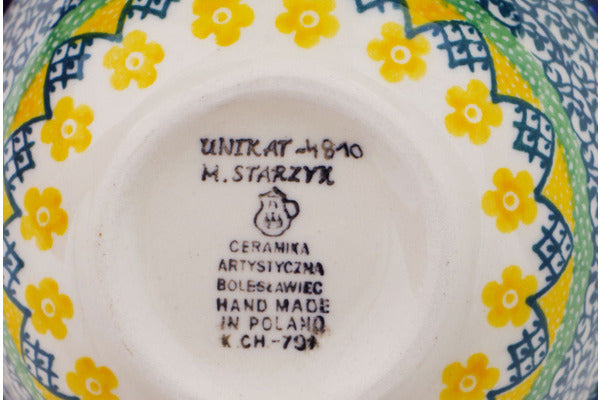 UNIKAT-4810
M. STARZYK
CERAMIKA
ARTYSTYCZNA
BOLESŁAWIEC
HAND MADE
IN POLAND
K.CH-791